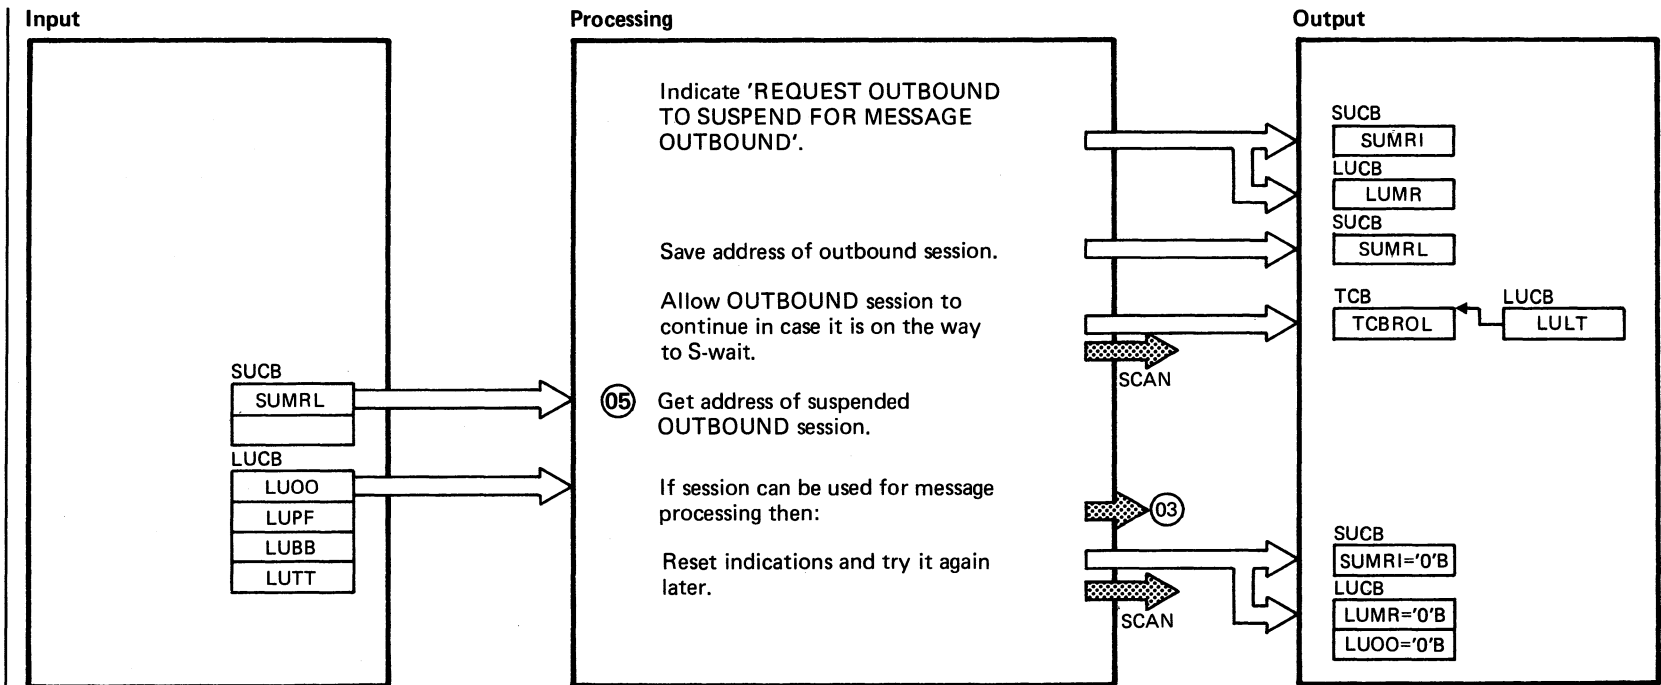 Input
Processing
Output
Indicate 'REQUEST OUTBOUND
TO SUSPEND FOR MESSAGE
OUTBOUND'.
SUCB
SUMRI
LUCB
LUMR
SUCB
SUMRL
Save address of outbound session.
Allow OUTBOUND session to
continue in case it is on the way
to S-wait.
TCB
TCBROL
LUCB
LULT
SCAN
SUCB
SUMRL
05 Get address of suspended
OUTBOUND session.
LUCB
LUOO
LUPF
LUBB
LUTT
If session can be used for message
processing then:
03
Reset indications and try it again
later.
SCAN
SUCB
SUMRI='0'B
LUCB
LUMR='0'B
LUOO='0'B